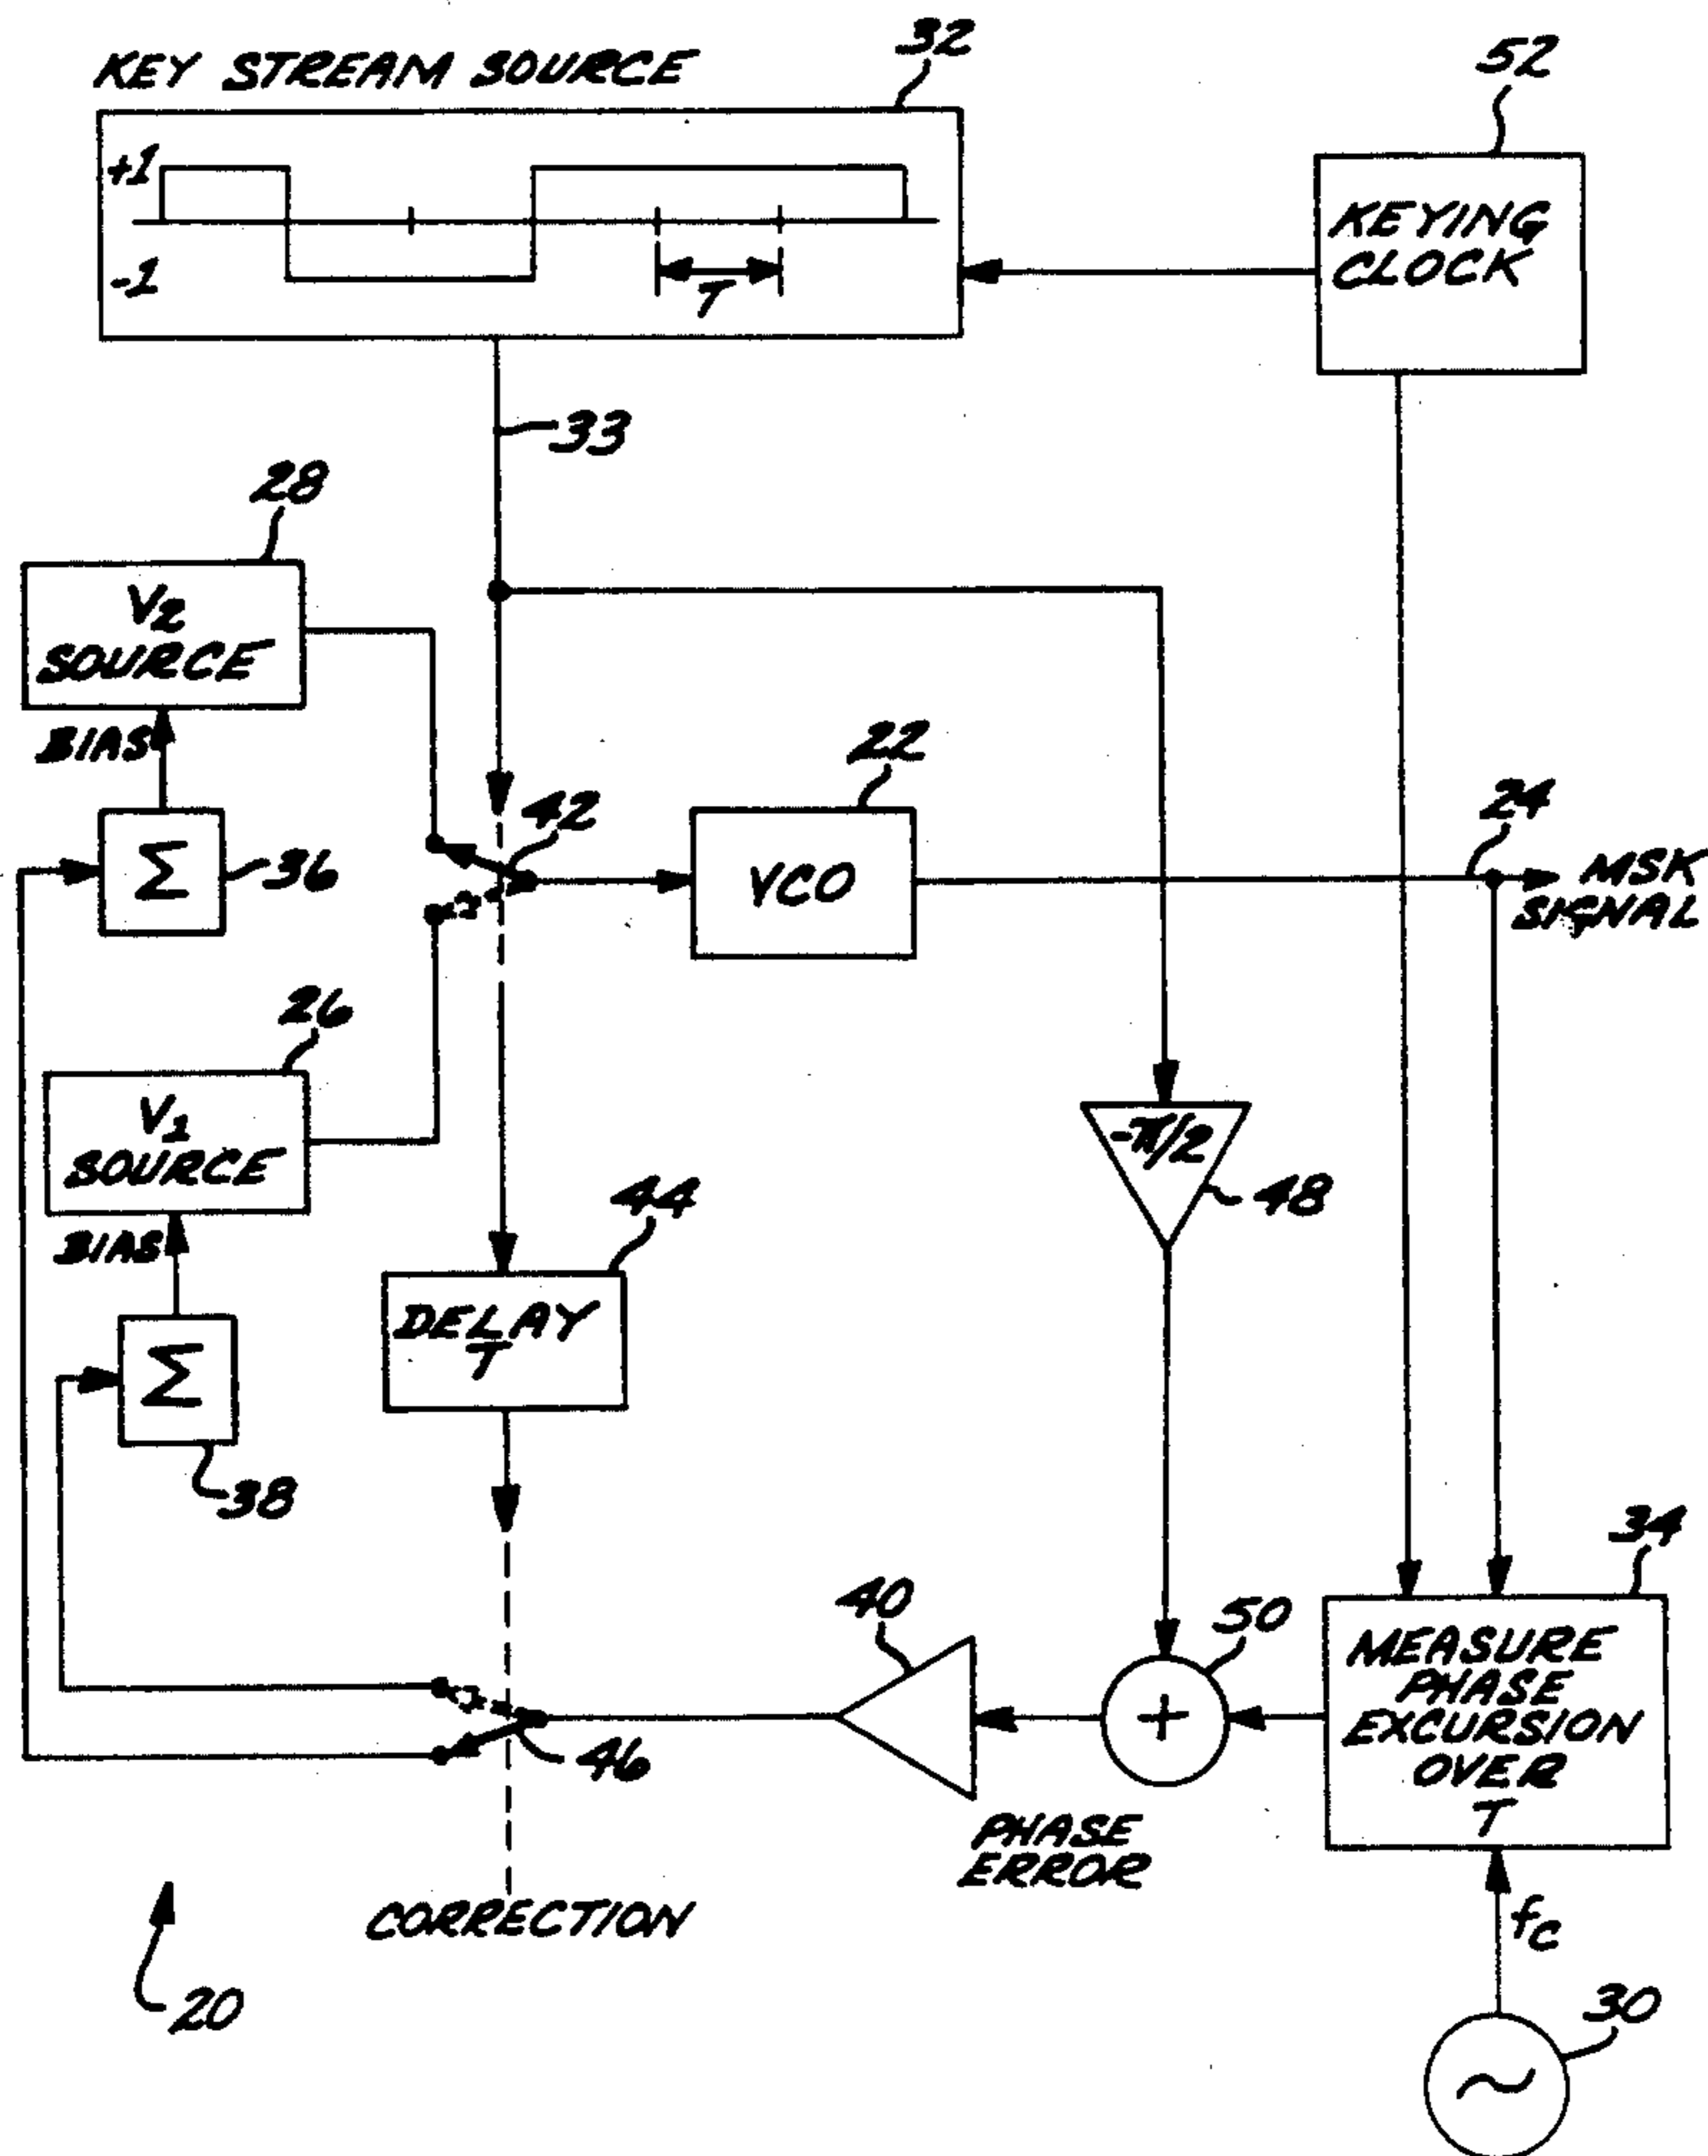 KEY STREAM SOURCE
32
52
+1
-1
T
KEYING
CLOCK
33
28
V2
SOURCE
BIAS
Σ
36
42
22
VCO
24
MSK
SIGNAL
26
V1
SOURCE
BIAS
Σ
38
44
DELAY
T
-π/2
48
34
40
50
+
MEASURE
PHASE
EXCURSION
OVER
T
46
PHASE
ERROR
CORRECTION
fc
20
30
~